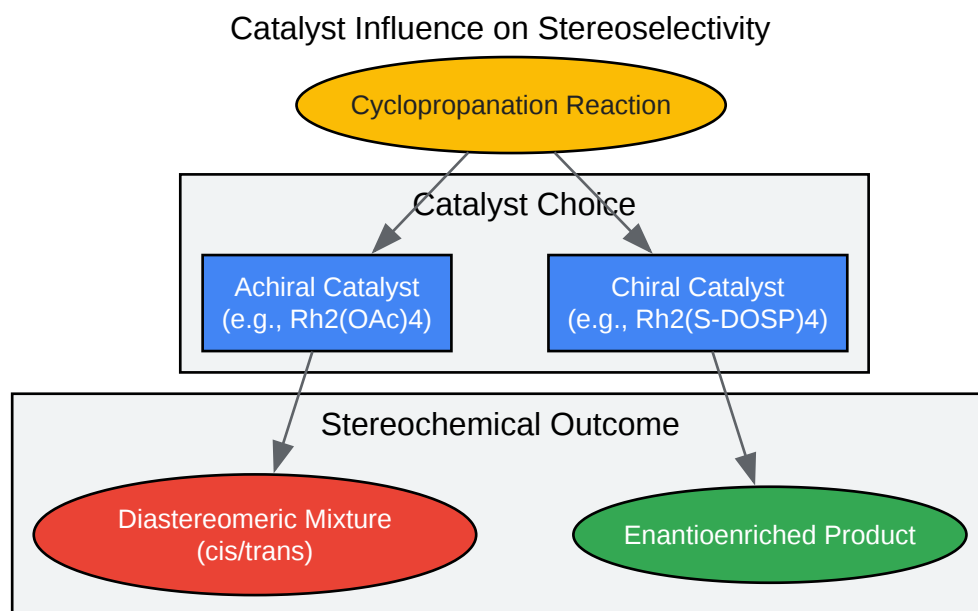 Catalyst Influence on Stereoselectivity
Cyclopropanation Reaction
Catalyst Choice
Achiral Catalyst
(e.g., Rh2(OAc)4)
Chiral Catalyst
(e.g., Rh2(S-DOSP)4)
Stereochemical Outcome
Diastereomeric Mixture
(cis/trans)
Enantioenriched Product